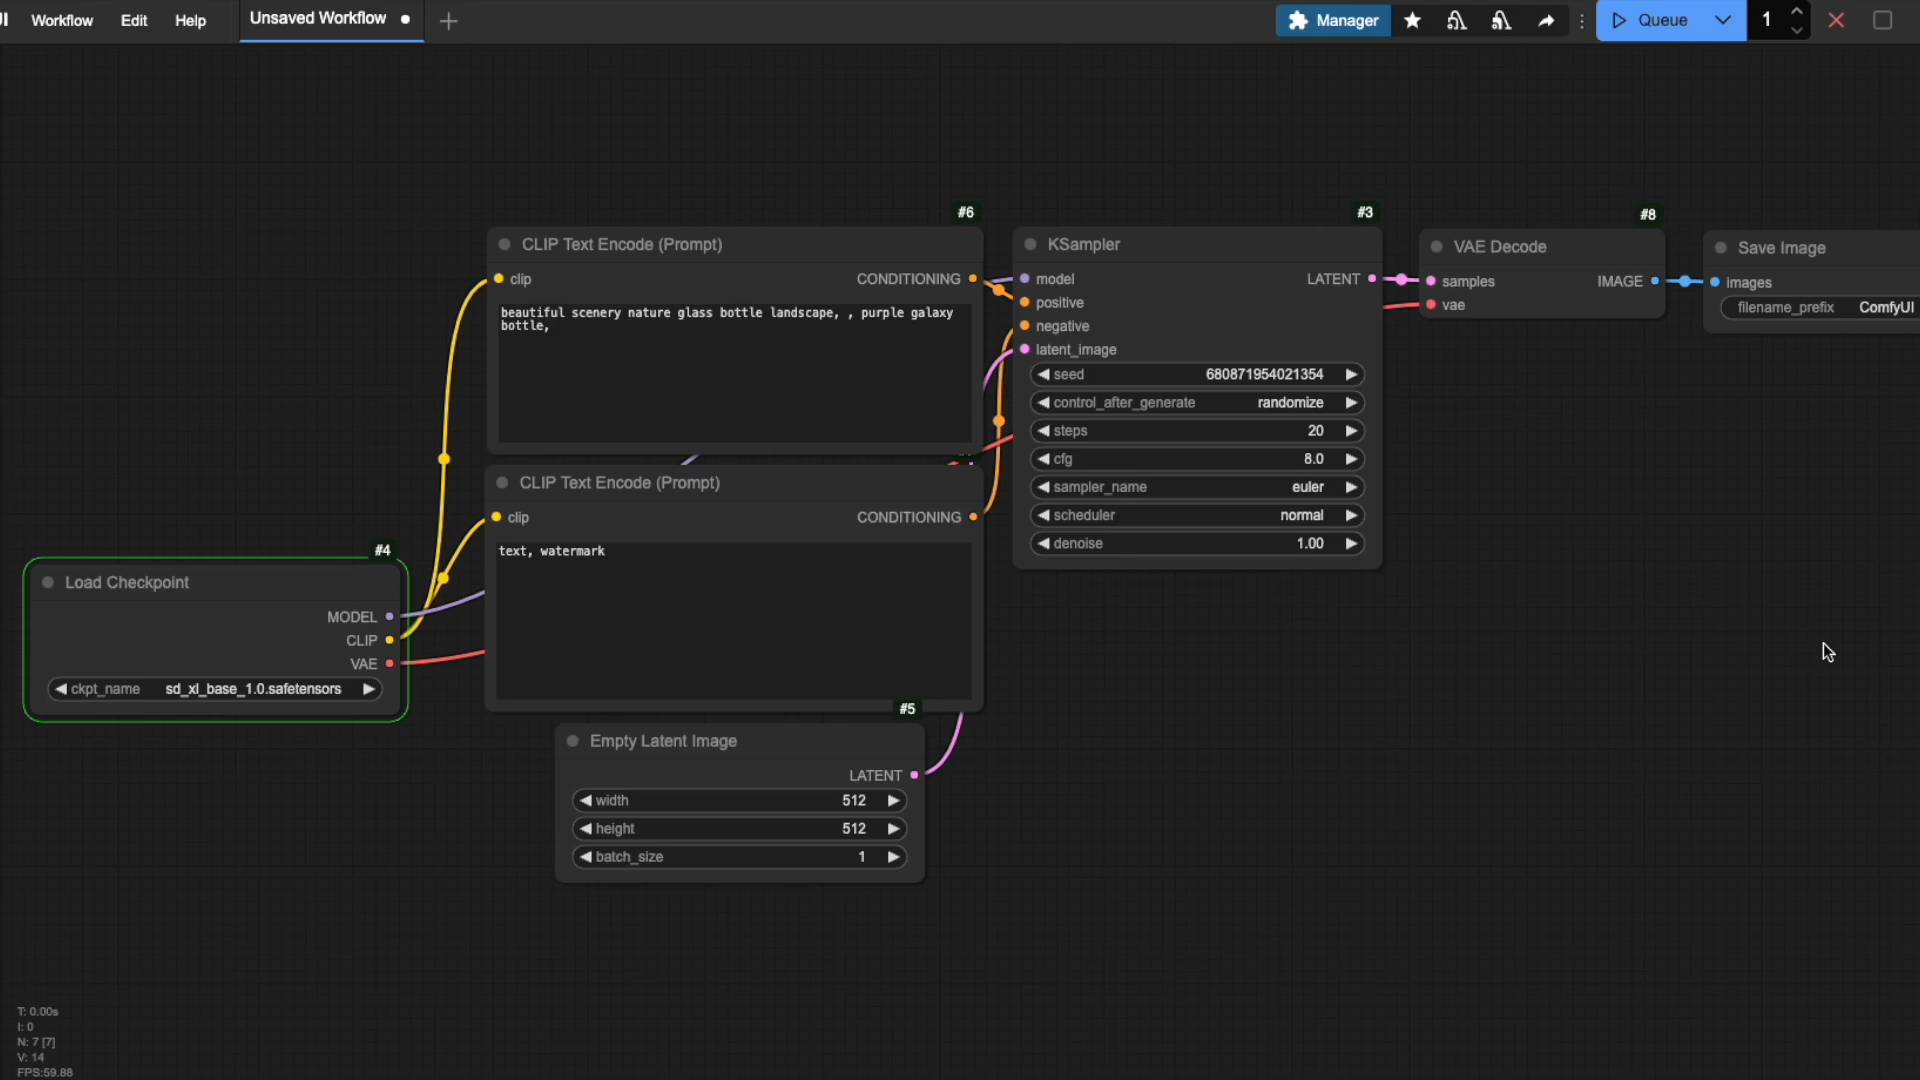 UI Workflow Edit Help Unsaved Workflow Manager Queue 1
#6
CLIP Text Encode (Prompt)
clip CONDITIONING
beautiful scenery nature glass bottle landscape, , purple galaxy
bottle,
CLIP Text Encode (Prompt)
clip CONDITIONING
text, watermark
#4
Load Checkpoint
MODEL
CLIP
VAE
ckpt_name sd_xl_base_1.0.safetensors
#5
Empty Latent Image
LATENT
width 512
height 512
batch_size 1
#3
KSampler
model LATENT
positive
negative
latent_image
seed 680871954021354
control_after_generate randomize
steps 20
cfg 8.0
sampler_name euler
scheduler normal
denoise 1.00
#8
VAE Decode
samples IMAGE
vae
Save Image
images
filename_prefix ComfyUI
T: 0.00s
I: 0
N: 7 [7]
V: 14
FPS:59.88